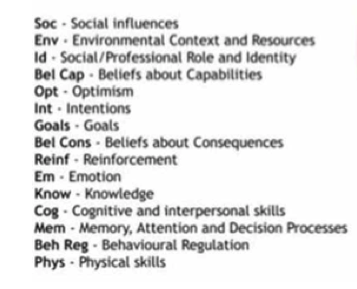 Soc - Social influences
Env - Environmental Context and Resources
Id - Social/Professional Role and Identity
Bel Cap - Beliefs about Capabilities
Opt - Optimism
Int - Intentions
Goals - Goals
Bel Cons - Beliefs about Consequences
Reinf - Reinforcement
Em - Emotion
Know - Knowledge
Cog - Cognitive and interpersonal skills
Mem - Memory, Attention and Decision Processes
Beh Reg - Behavioural Regulation
Phys - Physical skills